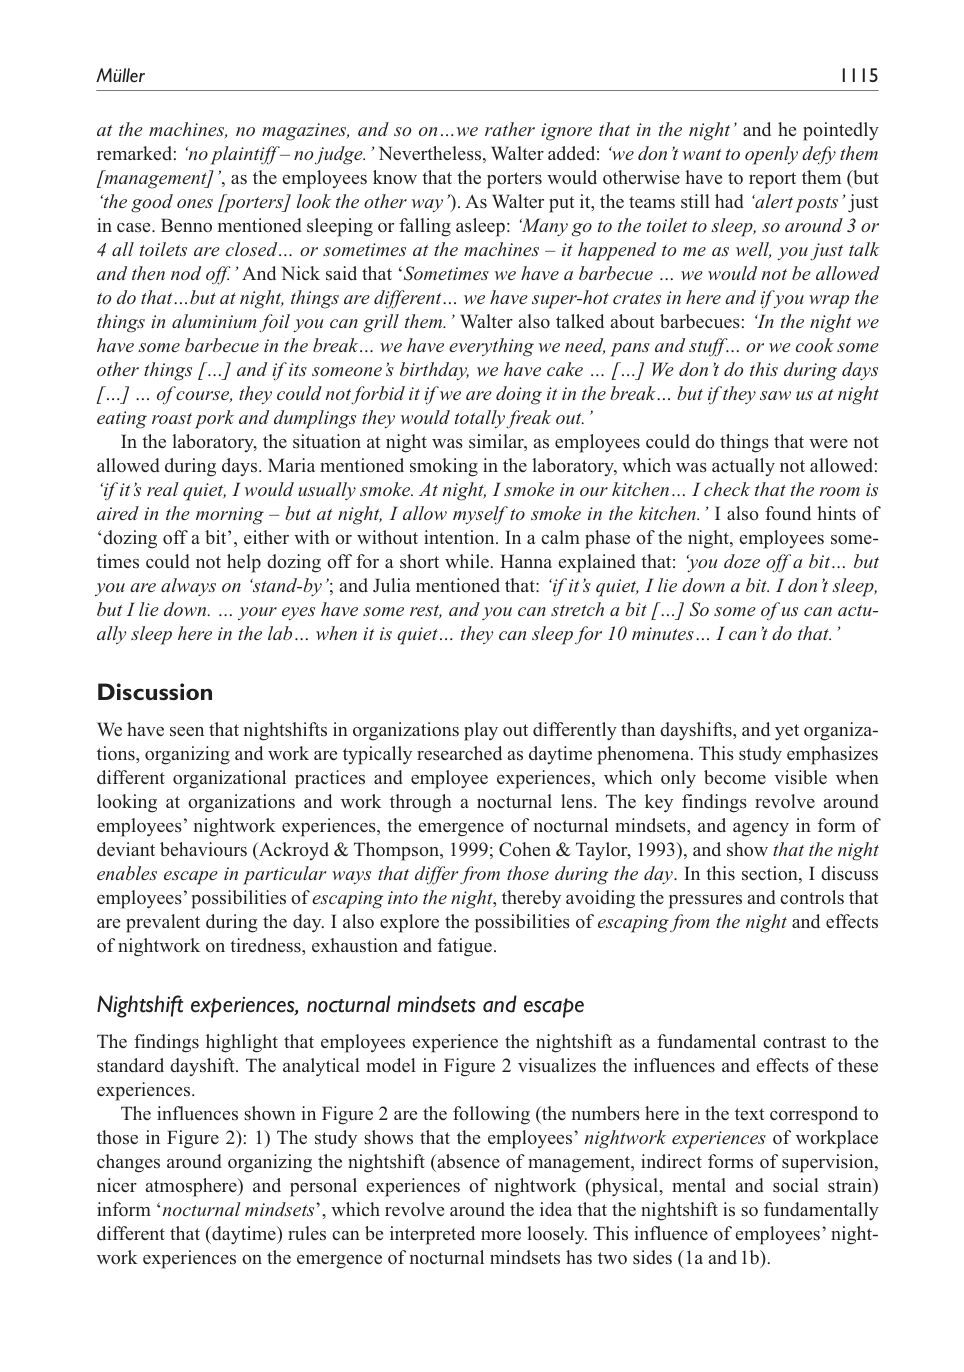 Müller 1115
at the machines, no magazines, and so on…we rather ignore that in the night’ and he pointedly
remarked: ‘no plaintiff – no judge.’ Nevertheless, Walter added: ‘we don’t want to openly defy them
[management]’, as the employees know that the porters would otherwise have to report them (but
‘the good ones [porters] look the other way’). As Walter put it, the teams still had ‘alert posts’ just
in case. Benno mentioned sleeping or falling asleep: ‘Many go to the toilet to sleep, so around 3 or
4 all toilets are closed… or sometimes at the machines – it happened to me as well, you just talk
and then nod off.’ And Nick said that ‘Sometimes we have a barbecue … we would not be allowed
to do that…but at night, things are different… we have super-hot crates in here and if you wrap the
things in aluminium foil you can grill them.’ Walter also talked about barbecues: ‘In the night we
have some barbecue in the break… we have everything we need, pans and stuff… or we cook some
other things […] and if its someone’s birthday, we have cake … […] We don’t do this during days
[…] … of course, they could not forbid it if we are doing it in the break… but if they saw us at night
eating roast pork and dumplings they would totally freak out.’
In the laboratory, the situation at night was similar, as employees could do things that were not
allowed during days. Maria mentioned smoking in the laboratory, which was actually not allowed:
‘if it’s real quiet, I would usually smoke. At night, I smoke in our kitchen… I check that the room is
aired in the morning – but at night, I allow myself to smoke in the kitchen.’ I also found hints of
‘dozing off a bit’, either with or without intention. In a calm phase of the night, employees some-
times could not help dozing off for a short while. Hanna explained that: ‘you doze off a bit… but
you are always on ‘stand-by’; and Julia mentioned that: ‘if it’s quiet, I lie down a bit. I don’t sleep,
but I lie down. … your eyes have some rest, and you can stretch a bit […] So some of us can actu-
ally sleep here in the lab… when it is quiet… they can sleep for 10 minutes… I can’t do that.’
Discussion
We have seen that nightshifts in organizations play out differently than dayshifts, and yet organiza-
tions, organizing and work are typically researched as daytime phenomena. This study emphasizes
different organizational practices and employee experiences, which only become visible when
looking at organizations and work through a nocturnal lens. The key findings revolve around
employees’ nightwork experiences, the emergence of nocturnal mindsets, and agency in form of
deviant behaviours (Ackroyd & Thompson, 1999; Cohen & Taylor, 1993), and show that the night
enables escape in particular ways that differ from those during the day. In this section, I discuss
employees’ possibilities of escaping into the night, thereby avoiding the pressures and controls that
are prevalent during the day. I also explore the possibilities of escaping from the night and effects
of nightwork on tiredness, exhaustion and fatigue.
Nightshift experiences, nocturnal mindsets and escape
The findings highlight that employees experience the nightshift as a fundamental contrast to the
standard dayshift. The analytical model in Figure 2 visualizes the influences and effects of these
experiences.
The influences shown in Figure 2 are the following (the numbers here in the text correspond to
those in Figure 2): 1) The study shows that the employees’ nightwork experiences of workplace
changes around organizing the nightshift (absence of management, indirect forms of supervision,
nicer atmosphere) and personal experiences of nightwork (physical, mental and social strain)
inform ‘nocturnal mindsets’, which revolve around the idea that the nightshift is so fundamentally
different that (daytime) rules can be interpreted more loosely. This influence of employees’ night-
work experiences on the emergence of nocturnal mindsets has two sides (1a and 1b).